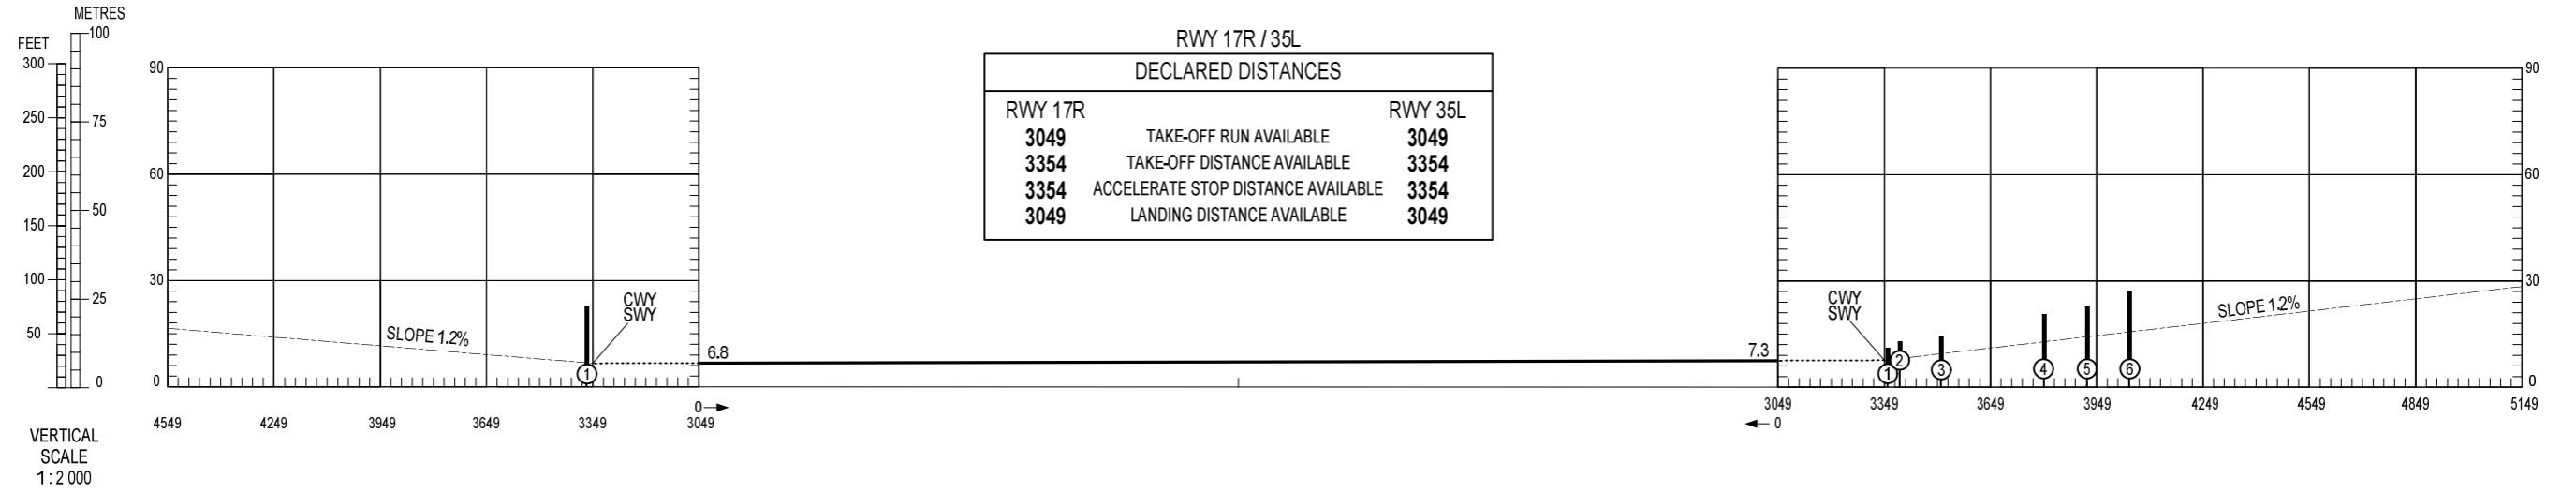 METRES
FEET
100
75
50
25
0
300
250
200
150
100
50
VERTICAL
SCALE
1 : 2 000
90
60
30
0
SLOPE 1.2%
CWY
SWY
1
6.8
0
4549 4249 3949 3649 3349 3049
RWY 17R / 35L
DECLARED DISTANCES
RWY 17R RWY 35L
3049 TAKE-OFF RUN AVAILABLE 3049
3354 TAKE-OFF DISTANCE AVAILABLE 3354
3354 ACCELERATE STOP DISTANCE AVAILABLE 3354
3049 LANDING DISTANCE AVAILABLE 3049
7.3
CWY
SWY
1 2 3 4 5 6
SLOPE 1.2%
90
60
30
0
3049 3349 3649 3949 4249 4549 4849 5149
0